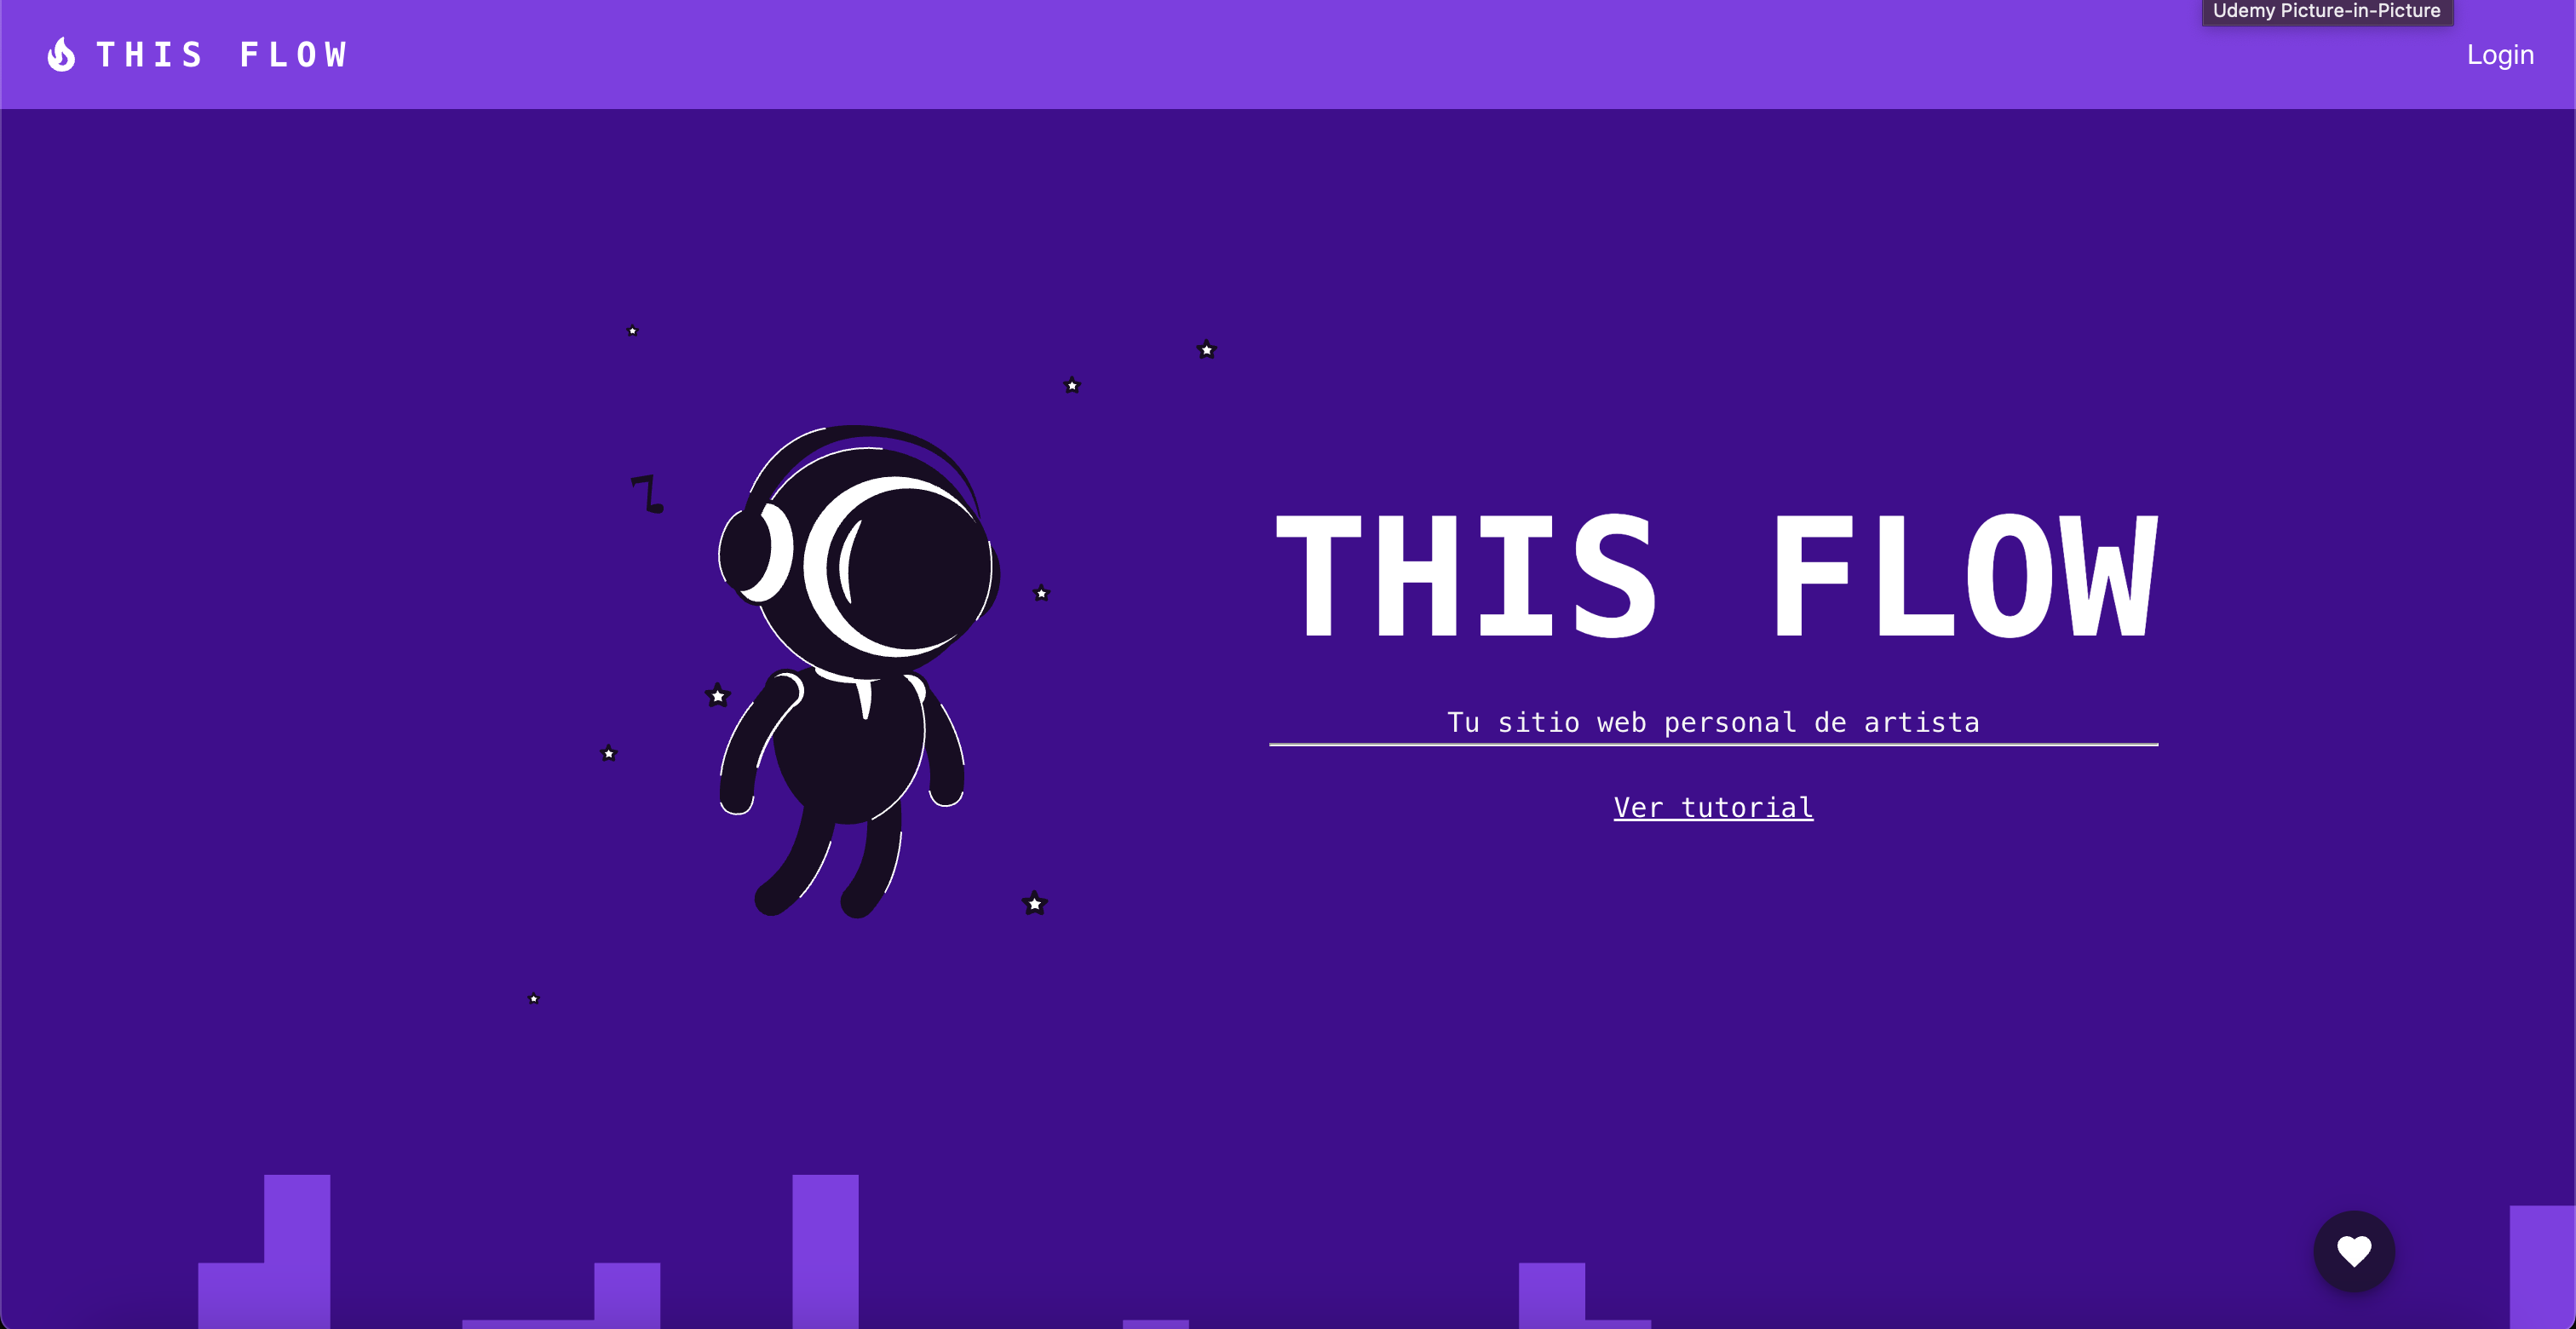 Udemy Picture-in-Picture
THIS FLOW
Login
THIS FLOW
Tu sitio web personal de artista
Ver tutorial